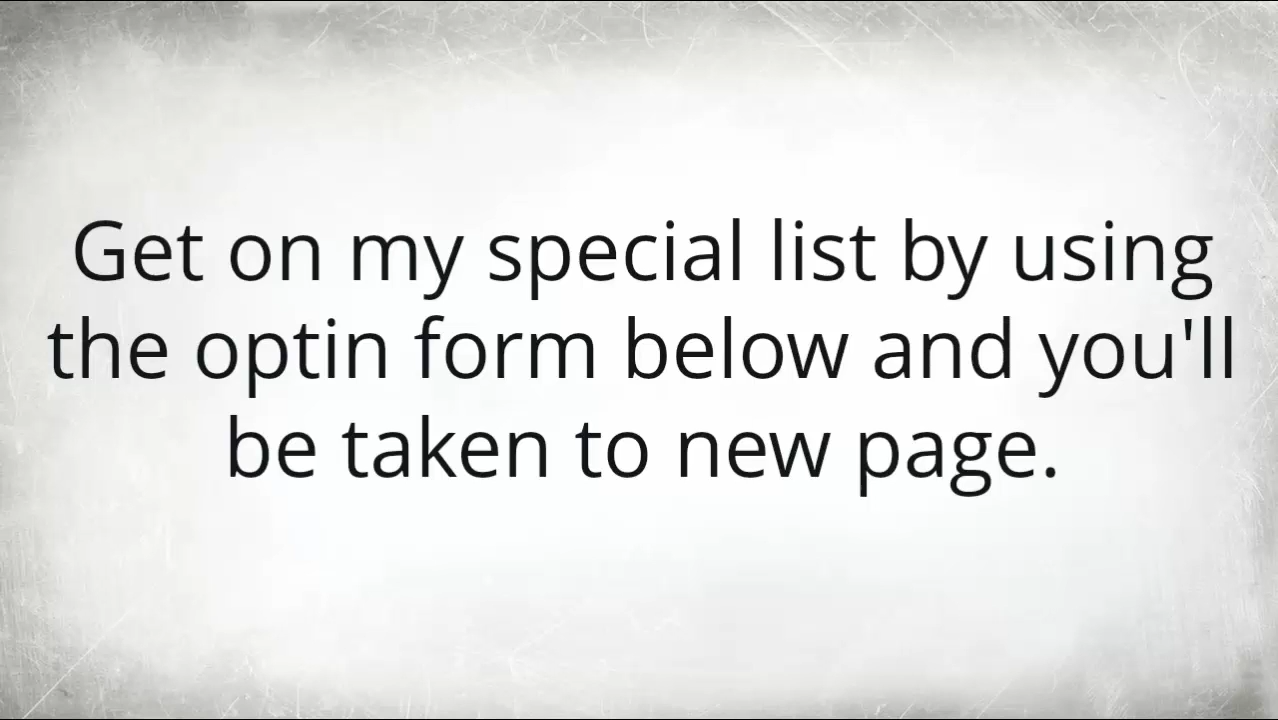 Get on my special list by using
the optin form below and you'll
be taken to new page.